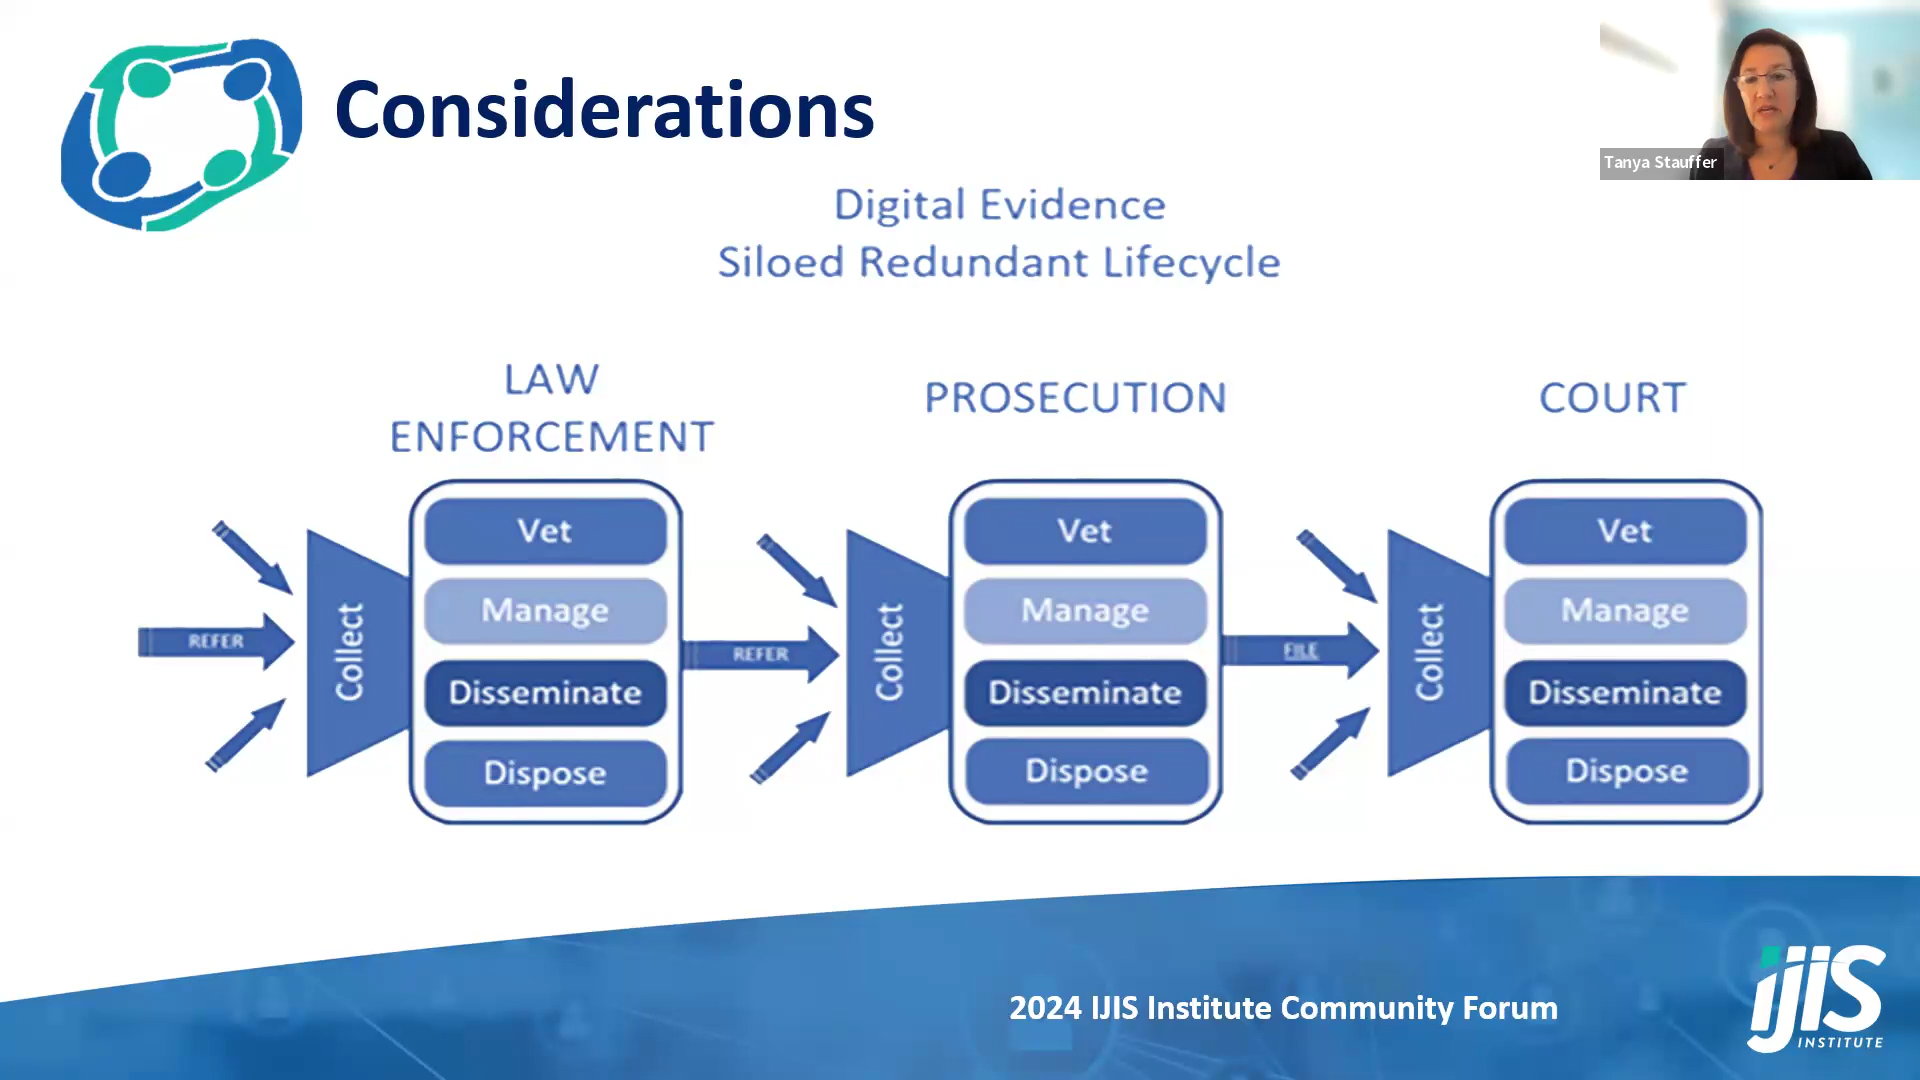 Considerations
Tanya Stauffer
Digital Evidence
Siloed Redundant Lifecycle
LAW
ENFORCEMENT
PROSECUTION
COURT
REFER
Collect
Vet
Manage
Disseminate
Dispose
REFER
Collect
Vet
Manage
Disseminate
Dispose
FILE
Collect
Vet
Manage
Disseminate
Dispose
2024 IJIS Institute Community Forum
iJIS
INSTITUTE